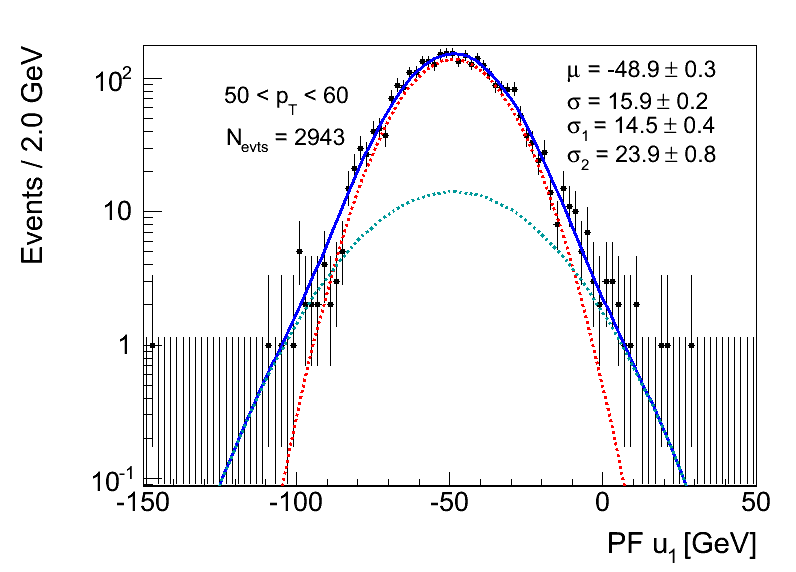 Events / 2.0 GeV
10²
10
1
10⁻¹
50 < p_T < 60
N_evts = 2943
μ = -48.9 ± 0.3
σ = 15.9 ± 0.2
σ₁ = 14.5 ± 0.4
σ₂ = 23.9 ± 0.8
-150 -100 -50 0 50
PF u₁ [GeV]